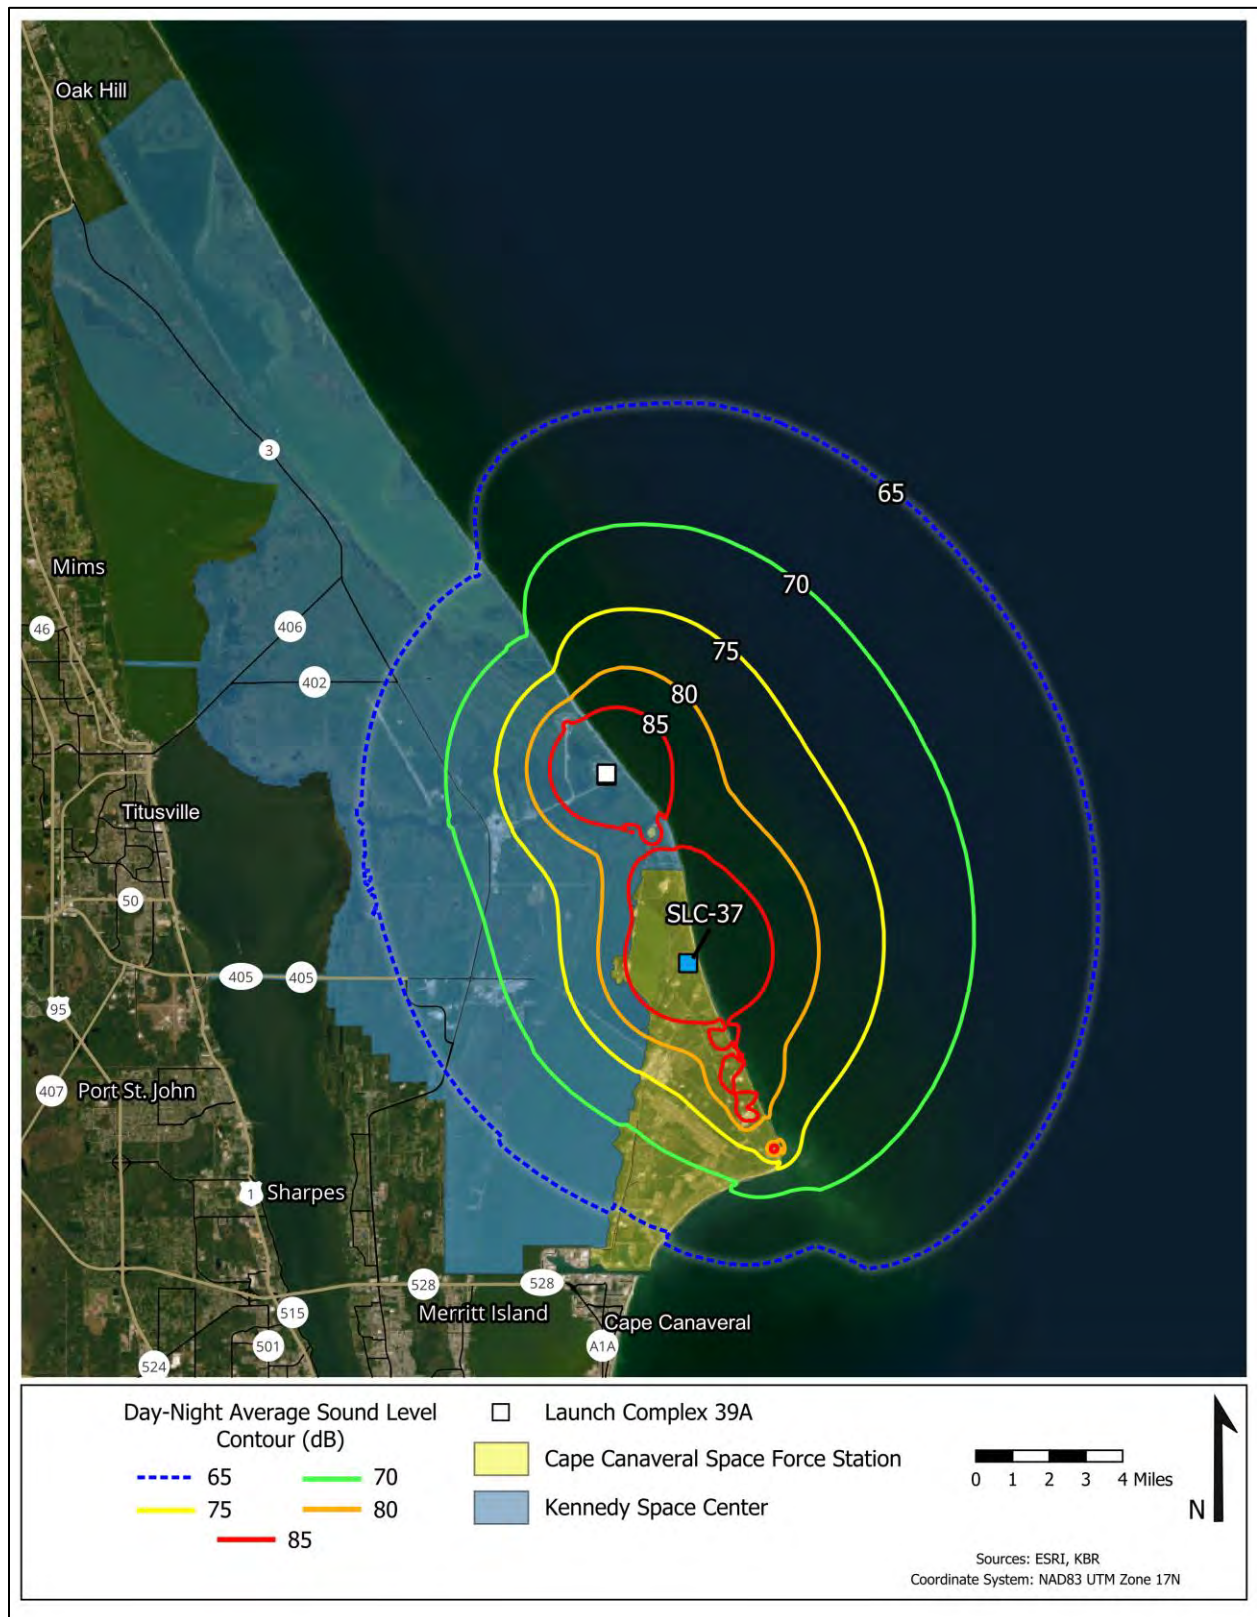 Oak Hill
3
65
Mims
70
46
406
75
402
80
85
Titusville
50
SLC-37
405
405
95
407
Port St. John
1
Sharpes
528
528
515
Merritt Island
Cape Canaveral
501
A1A
524
Day-Night Average Sound Level
Contour (dB)
65
70
75
80
85
Launch Complex 39A
Cape Canaveral Space Force Station
Kennedy Space Center
0 1 2 3 4 Miles
N
Sources: ESRI, KBR
Coordinate System: NAD83 UTM Zone 17N